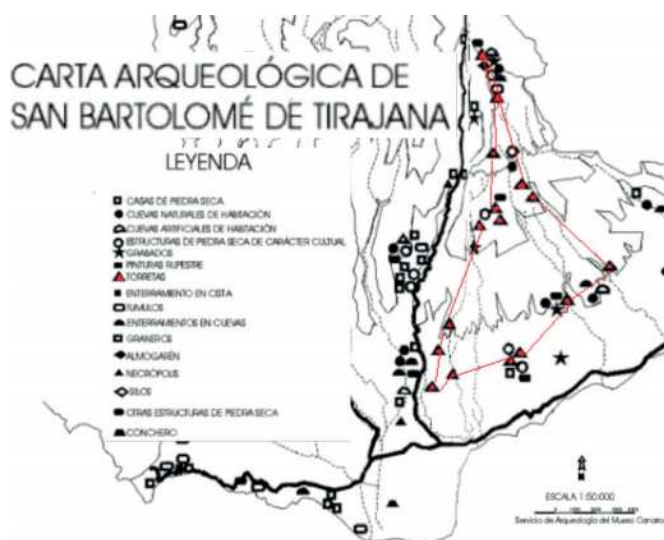 CARTA ARQUEOLÓGICA DE
SAN BARTOLOMÉ DE TIRAJANA
LEYENDA
CASAS DE PIEDRA SECA
CUEVAS NATURALES DE HABITACIÓN
CUEVAS ARTIFICIALES DE HABITACIÓN
ESTRUCTURAS DE PIEDRA SECA DE CARÁCTER CULTUAL
GRABADOS
PINTURAS RUPESTRE
TORRETAS
ENTERRAMIENTO EN CISTA
TUMULOS
ENTERRAMIENTOS EN CUEVAS
GRANEROS
ALMOGARÉN
NECRÓPOLIS
SILOS
OTRAS ESTRUCTURAS DE PIEDRA SECA
CONCHERO
ESCALA 1:50.000
Servicio de Arqueología del Museo Canario